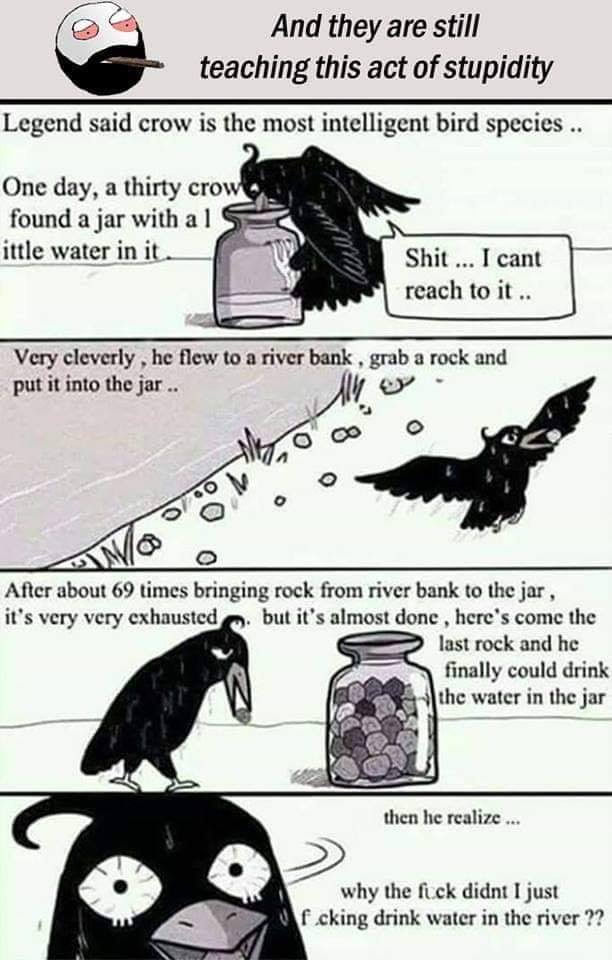 And they are still
teaching this act of stupidity
Legend said crow is the most intelligent bird species ..
One day, a thirty crow
found a jar with a l
ittle water in it .
Shit ... I cant
reach to it ..
Very cleverly , he flew to a river bank , grab a rock and
put it into the jar ..
After about 69 times bringing rock from river bank to the jar ,
it's very very exhausted . but it's almost done , here's come the
last rock and he
finally could drink
the water in the jar
then he realize ...
why the f:.ck didnt I just
f .cking drink water in the river ??